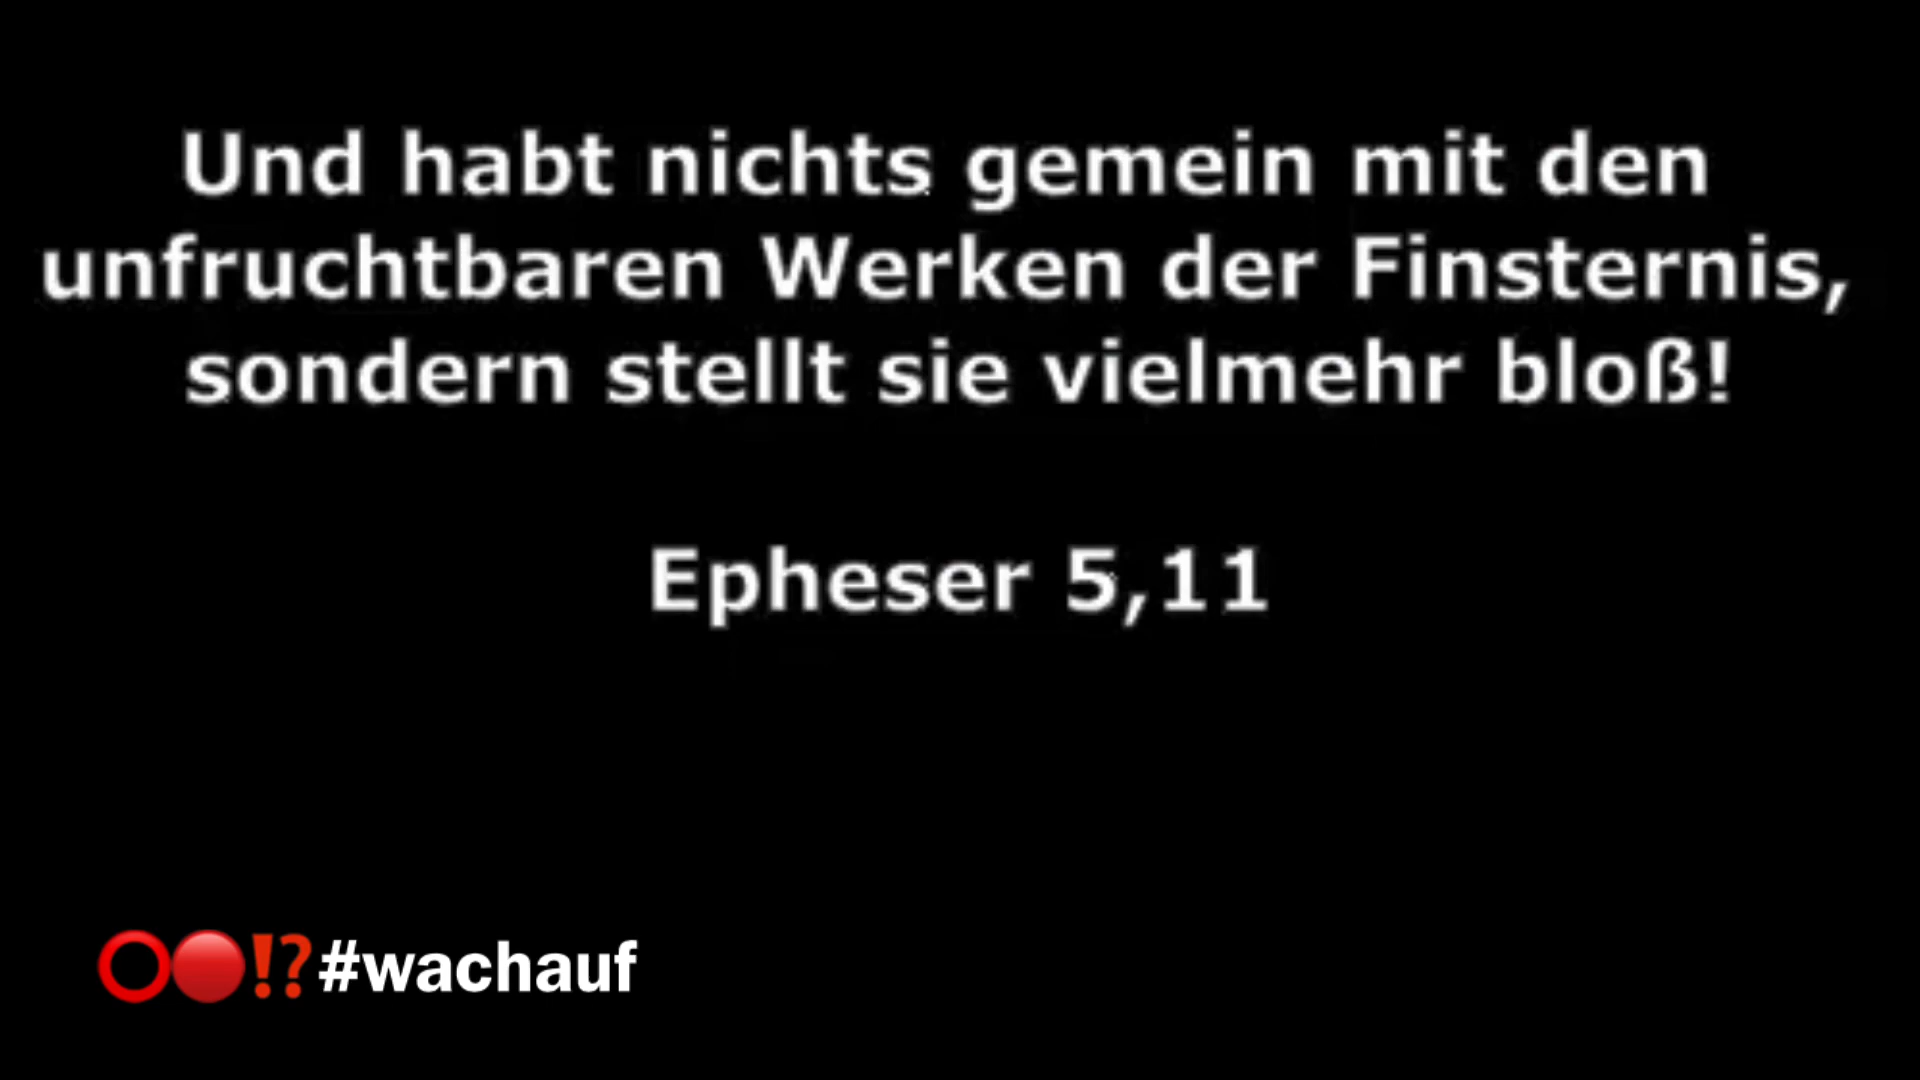 Und habt nichts gemein mit den
unfruchtbaren Werken der Finsternis,
sondern stellt sie vielmehr bloß!
Epheser 5,11
⭕🔴⁉#wachauf